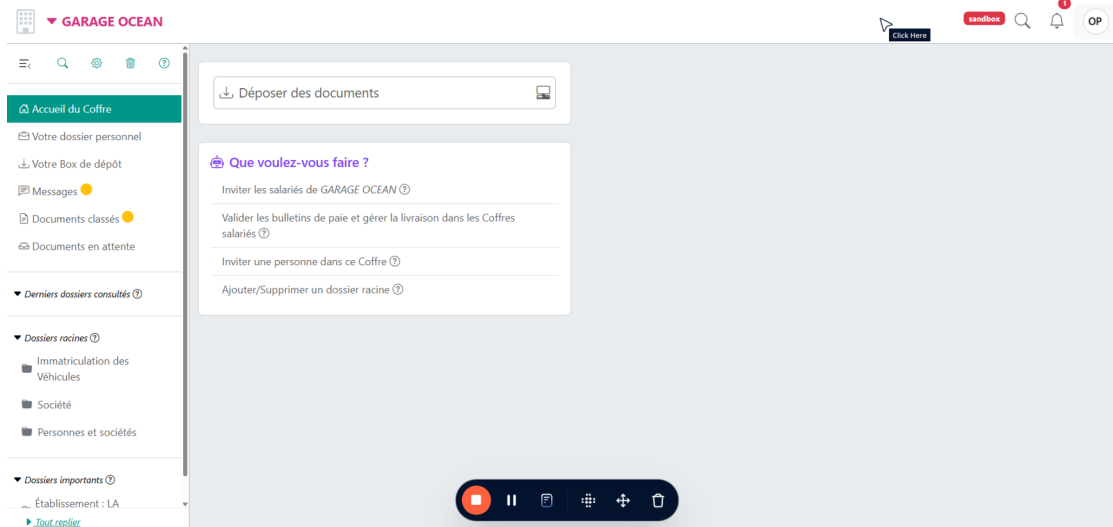 GARAGE OCEAN
Click Here
sandbox
1
OP
Déposer des documents
Accueil du Coffre
Votre dossier personnel
Votre Box de dépôt
Messages
Documents classés
Documents en attente
Derniers dossiers consultés
Dossiers racines
Immatriculation des
Véhicules
Société
Personnes et sociétés
Dossiers importants
Établissement : LA
Tout replier
Que voulez-vous faire ?
Inviter les salariés de GARAGE OCEAN
Valider les bulletins de paie et gérer la livraison dans les Coffres
salariés
Inviter une personne dans ce Coffre
Ajouter/Supprimer un dossier racine